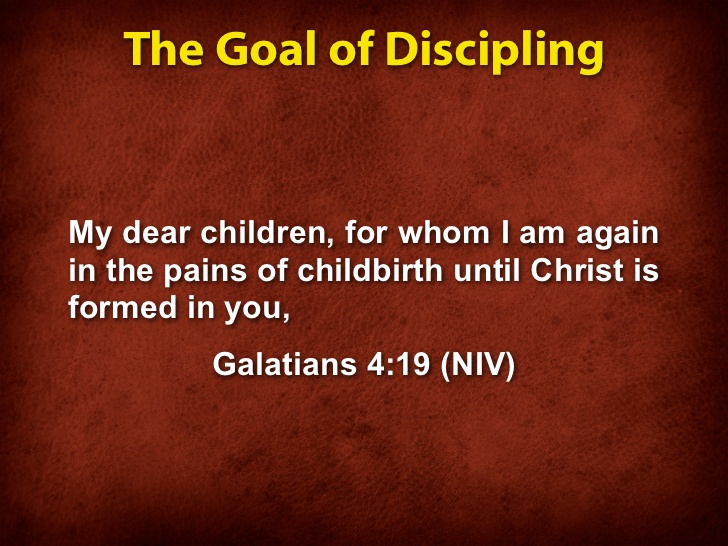 The Goal of Discipling
My dear children, for whom I am again
in the pains of childbirth until Christ is
formed in you,
Galatians 4:19 (NIV)